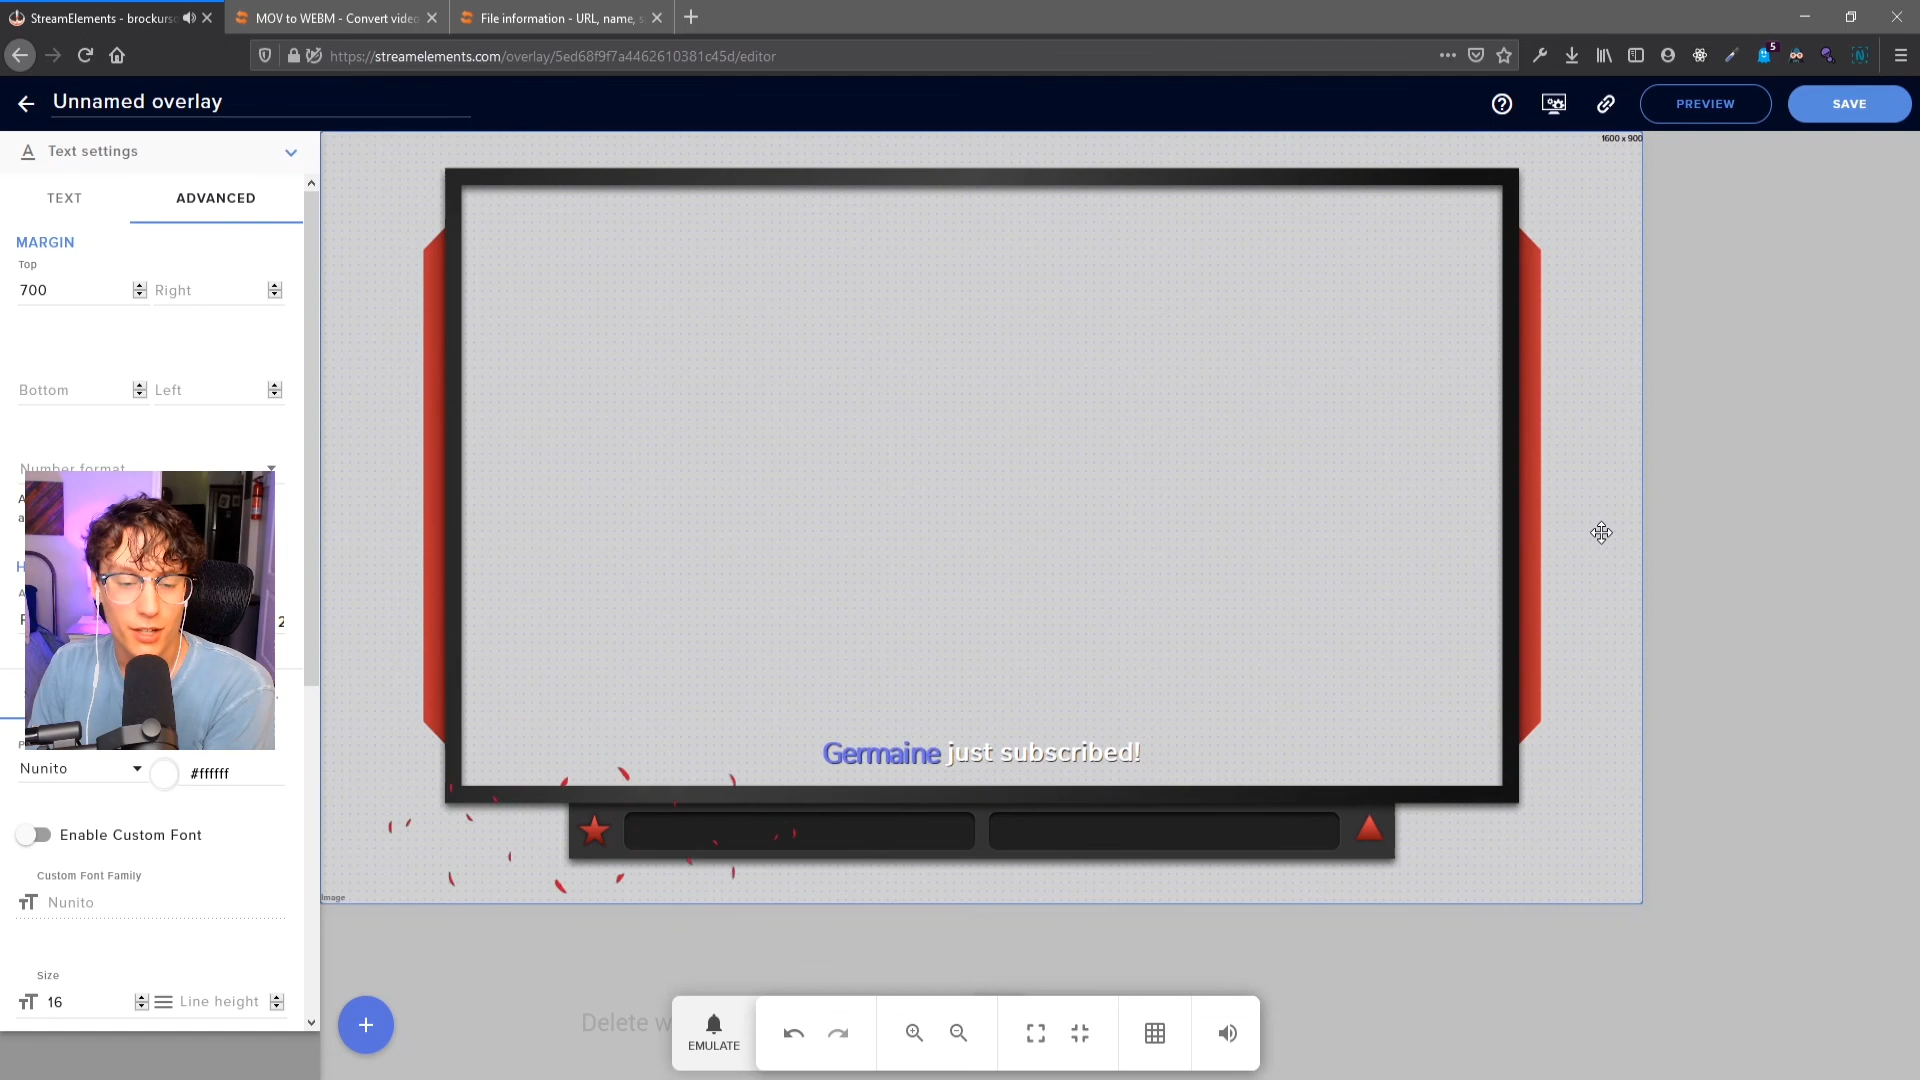 StreamElements - brockurso
MOV to WEBM - Convert video
File information - URL, name, s
https://streamelements.com/overlay/5ed68f9f7a4462610381c45d/editor
5
Unnamed overlay
PREVIEW
SAVE
Text settings
1600 x 900
TEXT
ADVANCED
MARGIN
Top
700
Right
Bottom
Left
Number format
Germaine just subscribed!
Nunito
#ffffff
Enable Custom Font
Custom Font Family
Nunito
Image
Size
16
Line height
Delete w
EMULATE